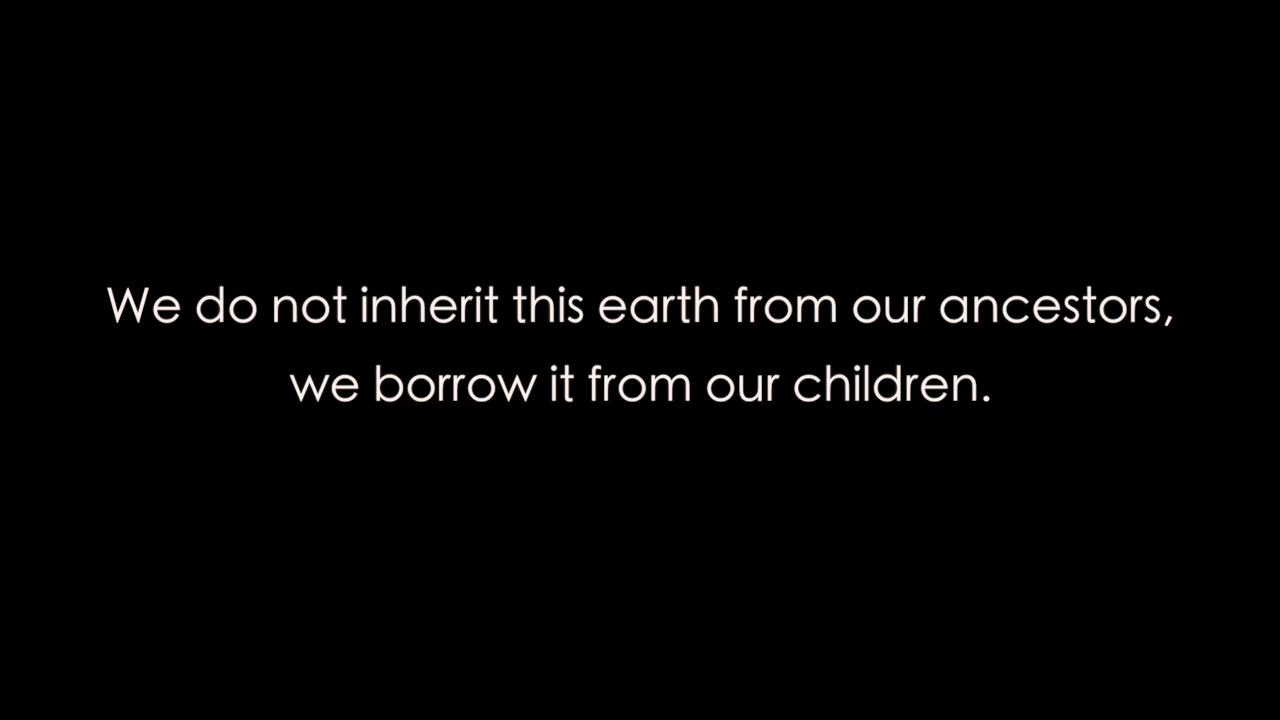 We do not inherit this earth from our ancestors,
we borrow it from our children.